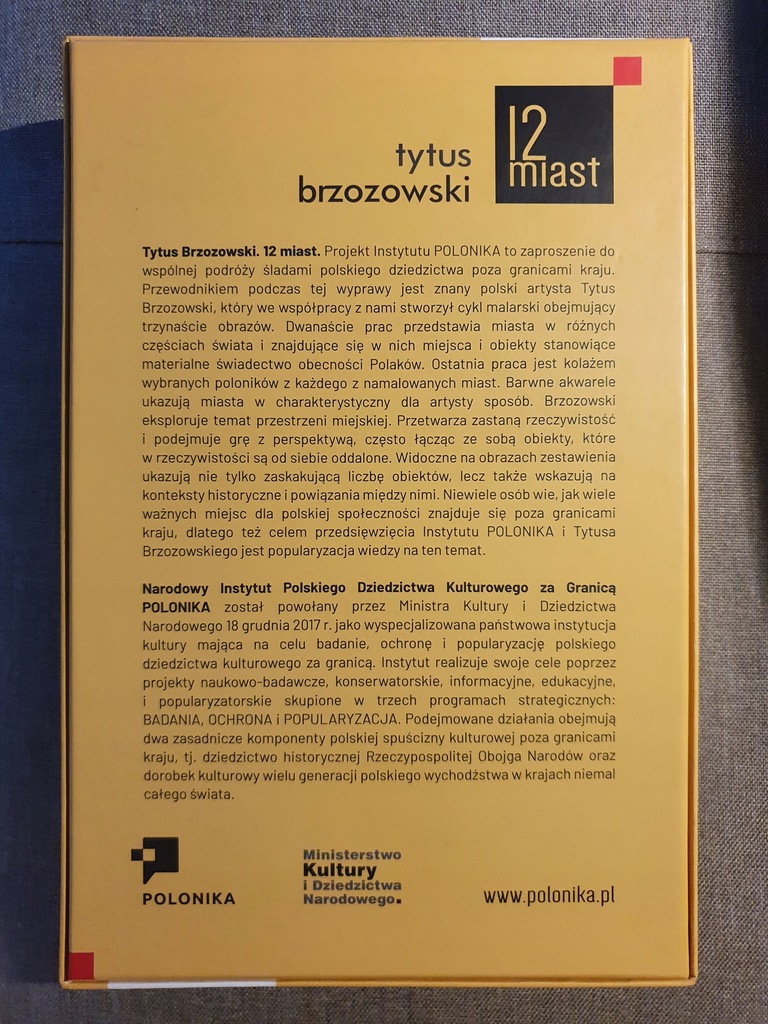 12
miast
tytus
brzozowski
Tytus Brzozowski. 12 miast. Projekt Instytutu POLONIKA to zaproszenie do
wspólnej podróży śladami polskiego dziedzictwa poza granicami kraju.
Przewodnikiem podczas tej wyprawy jest znany polski artysta Tytus
Brzozowski, który we współpracy z nami stworzył cykl malarski obejmujący
trzynaście obrazów. Dwanaście prac przedstawia miasta w różnych
częściach świata i znajdujące się w nich miejsca i obiekty stanowiące
materialne świadectwo obecności Polaków. Ostatnia praca jest kolażem
wybranych poloników z każdego z namalowanych miast. Barwne akwarele
ukazują miasta w charakterystyczny dla artysty sposób. Brzozowski
eksploruje temat przestrzeni miejskiej. Przetwarza zastaną rzeczywistość
i podejmuje grę z perspektywą, często łącząc ze sobą obiekty, które
w rzeczywistości są od siebie oddalone. Widoczne na obrazach zestawienia
ukazują nie tylko zaskakującą liczbę obiektów, lecz także wskazują na
konteksty historyczne i powiązania między nimi. Niewiele osób wie, jak wiele
ważnych miejsc dla polskiej społeczności znajduje się poza granicami
kraju, dlatego też celem przedsięwzięcia Instytutu POLONIKA i Tytusa
Brzozowskiego jest popularyzacja wiedzy na ten temat.
Narodowy Instytut Polskiego Dziedzictwa Kulturowego za Granicą
POLONIKA został powołany przez Ministra Kultury i Dziedzictwa
Narodowego 18 grudnia 2017 r. jako wyspecjalizowana państwowa instytucja
kultury mająca na celu badanie, ochronę i popularyzację polskiego
dziedzictwa kulturowego za granicą. Instytut realizuje swoje cele poprzez
projekty naukowo-badawcze, konserwatorskie, informacyjne, edukacyjne,
i popularyzatorskie skupione w trzech programach strategicznych:
BADANIA, OCHRONA i POPULARYZACJA. Podejmowane działania obejmują
dwa zasadnicze komponenty polskiej spuścizny kulturowej poza granicami
kraju, tj. dziedzictwo historycznej Rzeczypospolitej Obojga Narodów oraz
dorobek kulturowy wielu generacji polskiego wychodźstwa w krajach niemal
całego świata.
POLONIKA
Ministerstwo
Kultury
i Dziedzictwa
Narodowego.
www.polonika.pl